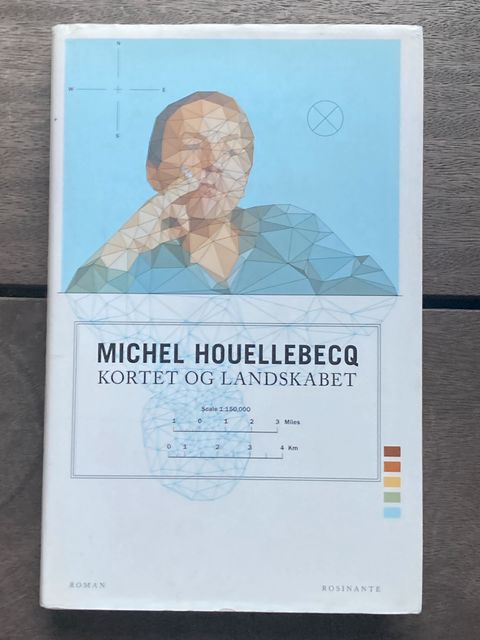 N
W E
S
MICHEL HOUELLEBECQ
KORTET OG LANDSKABET
Scale 1:150,000
1 0 1 2 3 Miles
0 1 2 3 4 Km
ROMAN
ROSINANTE